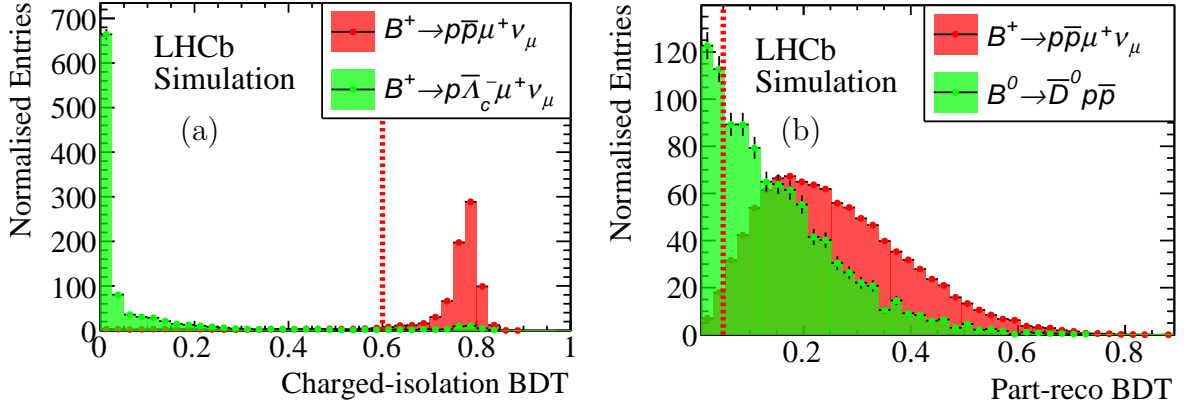 Normalised Entries
700
600
500
400
300
200
100
0
0
0.2
0.4
0.6
0.8
1
Charged-isolation BDT
LHCb
Simulation
(a)
B⁺→pp̅μ⁺ν_μ
B⁺→pΛ̅_c⁻μ⁺ν_μ
Normalised Entries
120
100
80
60
40
20
0
0.2
0.4
0.6
0.8
Part-reco BDT
LHCb
Simulation
(b)
B⁺→pp̅μ⁺ν_μ
B⁰→D̅⁰pp̅